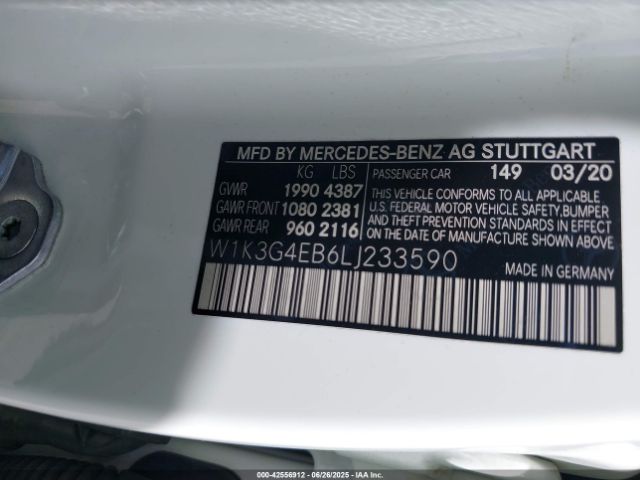 MFD BY MERCEDES-BENZ AG STUTTGART
KG LBS PASSENGER CAR 149 03/20
GVWR 1990 4387
GAWR FRONT 1080 2381
GAWR REAR 960 2116
THIS VEHICLE CONFORMS TO ALL APPLICABLE
U.S. FEDERAL MOTOR VEHICLE SAFETY, BUMPER
AND THEFT PREVENTION STANDARDS IN EFFECT
ON THE DATE OF MANUFACTURE SHOWN ABOVE.
W1K3G4EB6LJ233590 MADE IN GERMANY
000-42556912 06/26/2025 IAA Inc.